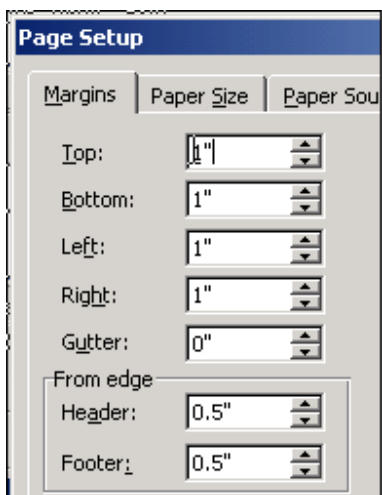 Page Setup
Margins Paper Size Paper Sou
Top: 1"
Bottom: 1"
Left: 1"
Right: 1"
Gutter: 0"
From edge
Header: 0.5"
Footer: 0.5"